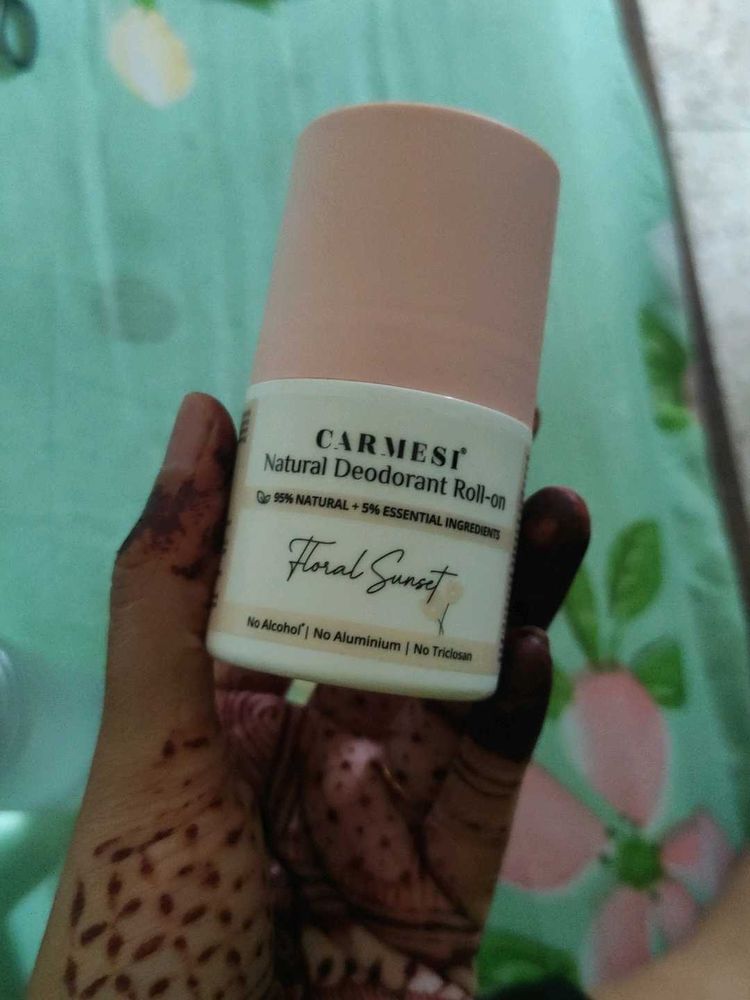 CARMESI®
Natural Deodorant Roll-on
95% NATURAL + 5% ESSENTIAL INGREDIENTS
Floral Sunset
No Alcohol* | No Aluminium | No Triclosan